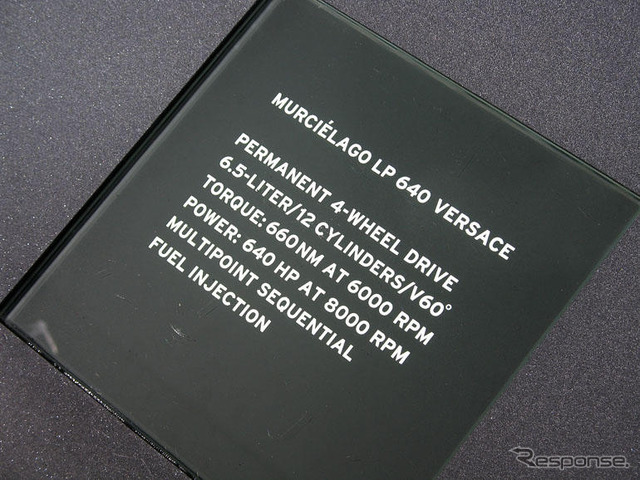 MURCIÉLAGO LP 640 VERSACE
PERMANENT 4-WHEEL DRIVE
6.5-LITER/12 CYLINDERS/V60°
TORQUE: 660NM AT 6000 RPM
POWER: 640 HP AT 8000 RPM
MULTIPOINT SEQUENTIAL
FUEL INJECTION
Response.